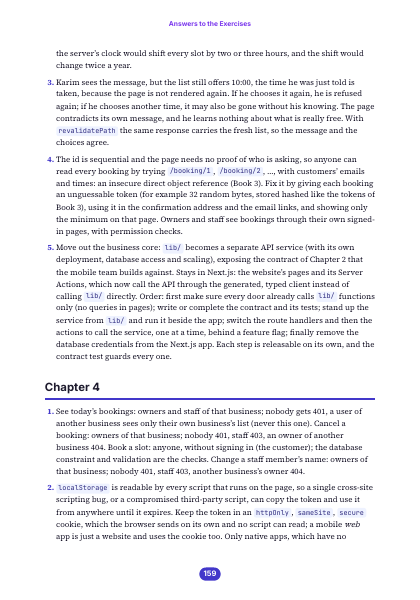 Answers to the Exercises
the server's clock would shift every slot by two or three hours, and the shift would
change twice a year.
3. Karim sees the message, but the list still offers 10:00, the time he was just told is
taken, because the page is not rendered again. If he chooses it again, he is refused
again; if he chooses another time, it may also be gone without his knowing. The page
contradicts its own message, and he learns nothing about what is really free. With
revalidatePath the same response carries the fresh list, so the message and the
choices agree.
4. The id is sequential and the page needs no proof of who is asking, so anyone can
read every booking by trying /booking/1, /booking/2, …, with customers' emails
and times: an insecure direct object reference (Book 3). Fix it by giving each booking
an unguessable token (for example 32 random bytes, stored hashed like the tokens of
Book 3), using it in the confirmation address and the email links, and showing only
the minimum on that page. Owners and staff see bookings through their own signed-
in pages, with permission checks.
5. Move out the business core: lib/ becomes a separate API service (with its own
deployment, database access and scaling), exposing the contract of Chapter 2 that
the mobile team builds against. Stays in Next.js: the website's pages and its Server
Actions, which now call the API through the generated, typed client instead of
calling lib/ directly. Order: first make sure every door already calls lib/ functions
only (no queries in pages); write or complete the contract and its tests; stand up the
service from lib/ and run it beside the app; switch the route handlers and then the
actions to call the service, one at a time, behind a feature flag; finally remove the
database credentials from the Next.js app. Each step is releasable on its own, and the
contract test guards every one.
Chapter 4
1. See today's bookings: owners and staff of that business; nobody gets 401, a user of
another business sees only their own business's list (never this one). Cancel a
booking: owners of that business; nobody 401, staff 403, an owner of another
business 404. Book a slot: anyone, without signing in (the customer); the database
constraint and validation are the checks. Change a staff member's name: owners of
that business; nobody 401, staff 403, another business's owner 404.
2. localStorage is readable by every script that runs on the page, so a single cross-site
scripting bug, or a compromised third-party script, can copy the token and use it
from anywhere until it expires. Keep the token in an httpOnly, sameSite, secure
cookie, which the browser sends on its own and no script can read; a mobile web
app is just a website and uses the cookie too. Only native apps, which have no
159